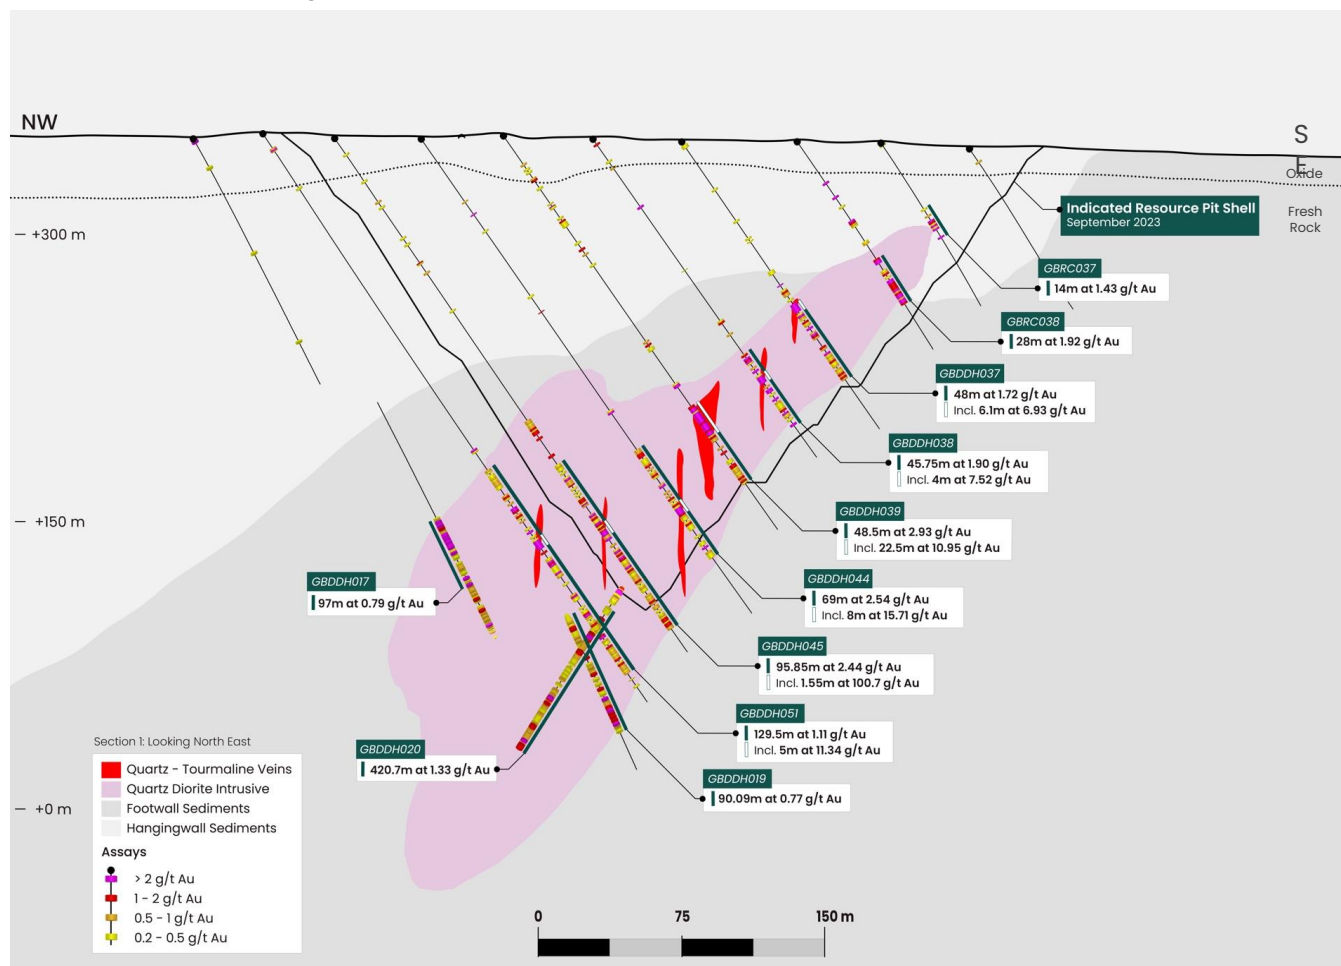 NW
S
E
Oxide
Fresh
Rock
Indicated Resource Pit Shell
September 2023
+300 m
GBRC037
14m at 1.43 g/t Au
GBRC038
28m at 1.92 g/t Au
GBDDH037
48m at 1.72 g/t Au
Incl. 6.1m at 6.93 g/t Au
GBDDH038
45.75m at 1.90 g/t Au
Incl. 4m at 7.52 g/t Au
+150 m
GBDDH039
48.5m at 2.93 g/t Au
Incl. 22.5m at 10.95 g/t Au
GBDDH017
97m at 0.79 g/t Au
GBDDH044
69m at 2.54 g/t Au
Incl. 8m at 15.71 g/t Au
GBDDH045
95.85m at 2.44 g/t Au
Incl. 1.55m at 100.7 g/t Au
GBDDH051
129.5m at 1.11 g/t Au
Incl. 5m at 11.34 g/t Au
GBDDH020
420.7m at 1.33 g/t Au
GBDDH019
90.09m at 0.77 g/t Au
+0 m
Section 1: Looking North East
Quartz - Tourmaline Veins
Quartz Diorite Intrusive
Footwall Sediments
Hangingwall Sediments
Assays
> 2 g/t Au
1 - 2 g/t Au
0.5 - 1 g/t Au
0.2 - 0.5 g/t Au
0 75 150 m